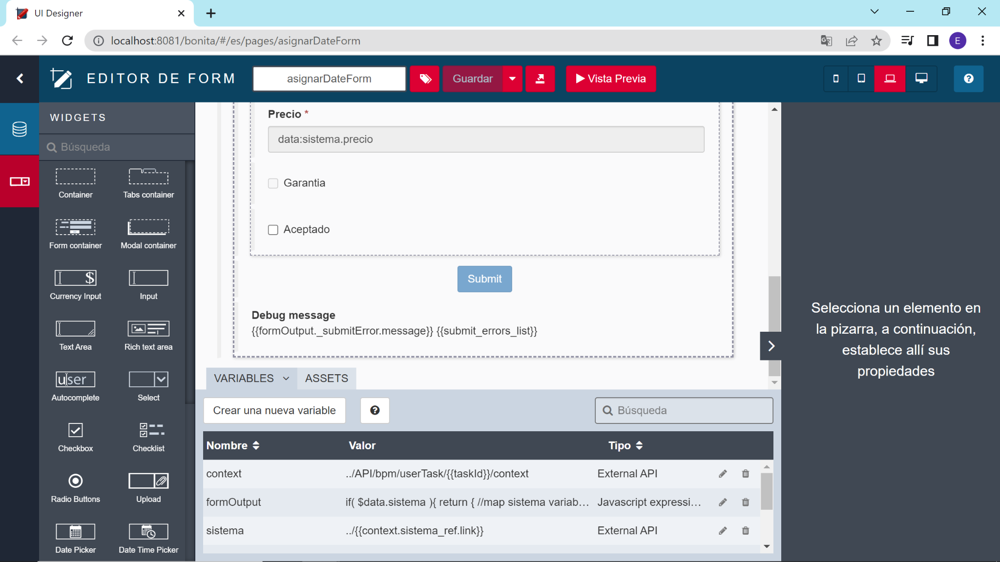 UI Designer
localhost:8081/bonita/#/es/pages/asignarDateForm
E
EDITOR DE FORM
asignarDateForm
Guardar
Vista Previa
WIDGETS
Búsqueda
Container
Tabs container
Form container
Modal container
$
Currency Input
Input
Text Area
Rich text area
user
Autocomplete
Select
Checkbox
Checklist
Radio Buttons
Upload
Date Picker
Date Time Picker
Precio *
data:sistema.precio
Garantia
Aceptado
Submit
Debug message
{{formOutput._submitError.message}} {{submit_errors_list}}
VARIABLES
ASSETS
Crear una nueva variable
?
Búsqueda
Nombre Valor Tipo
context ../API/bpm/userTask/{{taskId}}/context External API
formOutput if( $data.sistema ){ return { //map sistema variab... Javascript expressi...
sistema ../{{context.sistema_ref.link}} External API
?
Selecciona un elemento en
la pizarra, a continuación,
establece allí sus
propiedades